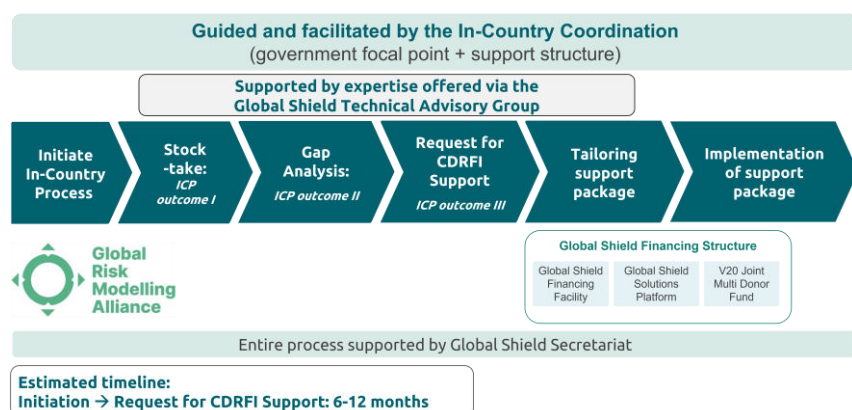 Guided and facilitated by the In-Country Coordination
(government focal point + support structure)
Supported by expertise offered via the
Global Shield Technical Advisory Group
Initiate
In-Country
Process
Stock
-take:
ICP
outcome I
Gap
Analysis:
ICP outcome II
Request for
CDRFI
Support
ICP outcome III
Tailoring
support
package
Implementation
of support
package
Global
Risk
Modelling
Alliance
Global Shield Financing Structure
Global Shield
Financing
Facility
Global Shield
Solutions
Platform
V20 Joint
Multi Donor
Fund
Entire process supported by Global Shield Secretariat
Estimated timeline:
Initiation → Request for CDRFI Support: 6-12 months